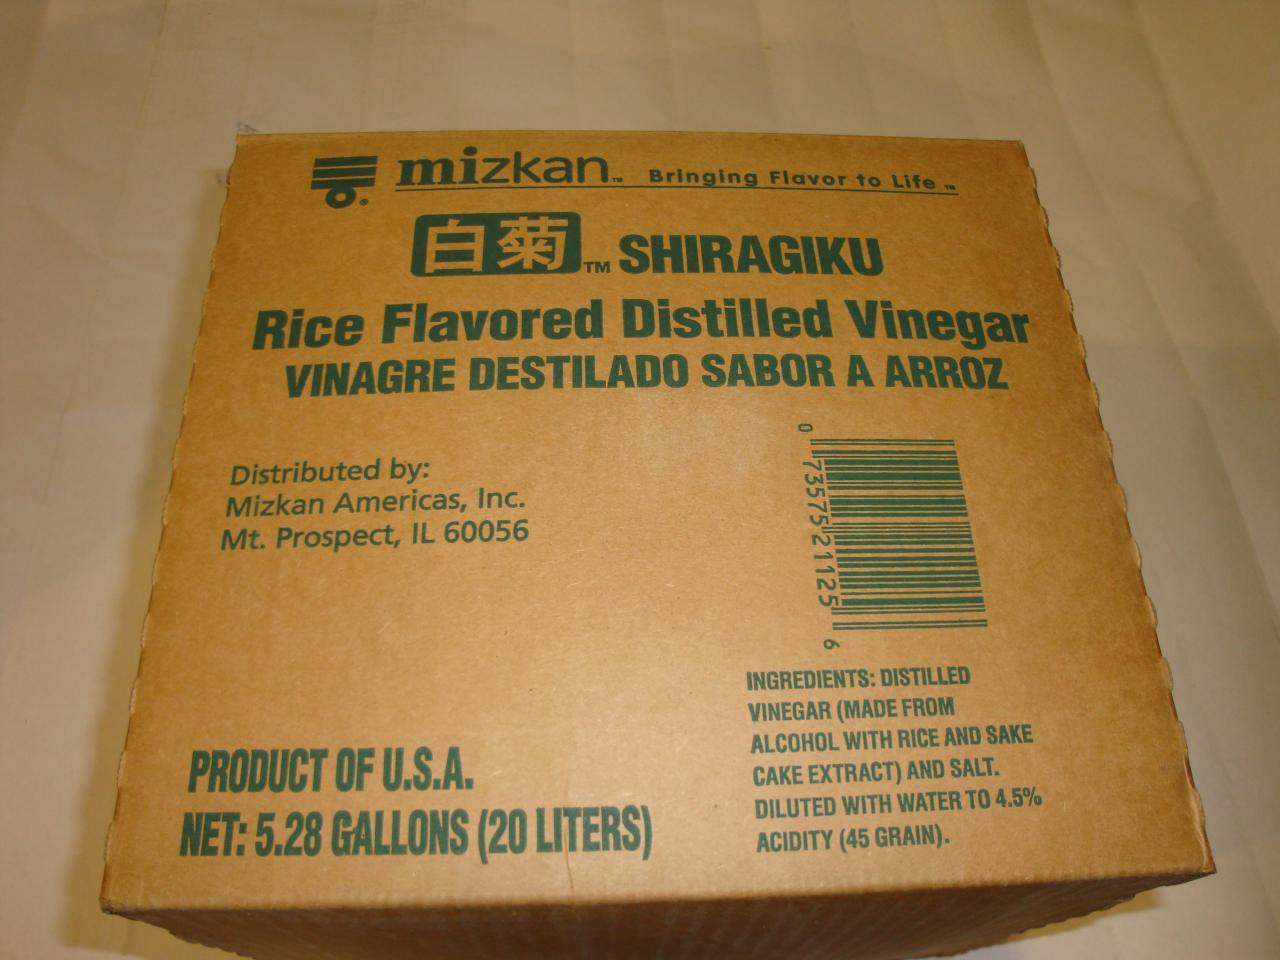 mizkan™ Bringing Flavor to Life™
白菊™ SHIRAGIKU
Rice Flavored Distilled Vinegar
VINAGRE DESTILADO SABOR A ARROZ
Distributed by:
Mizkan Americas, Inc.
Mt. Prospect, IL 60056
0 73575 21125 6
INGREDIENTS: DISTILLED
VINEGAR (MADE FROM
ALCOHOL WITH RICE AND SAKE
CAKE EXTRACT) AND SALT.
DILUTED WITH WATER TO 4.5%
ACIDITY (45 GRAIN).
PRODUCT OF U.S.A.
NET: 5.28 GALLONS (20 LITERS)